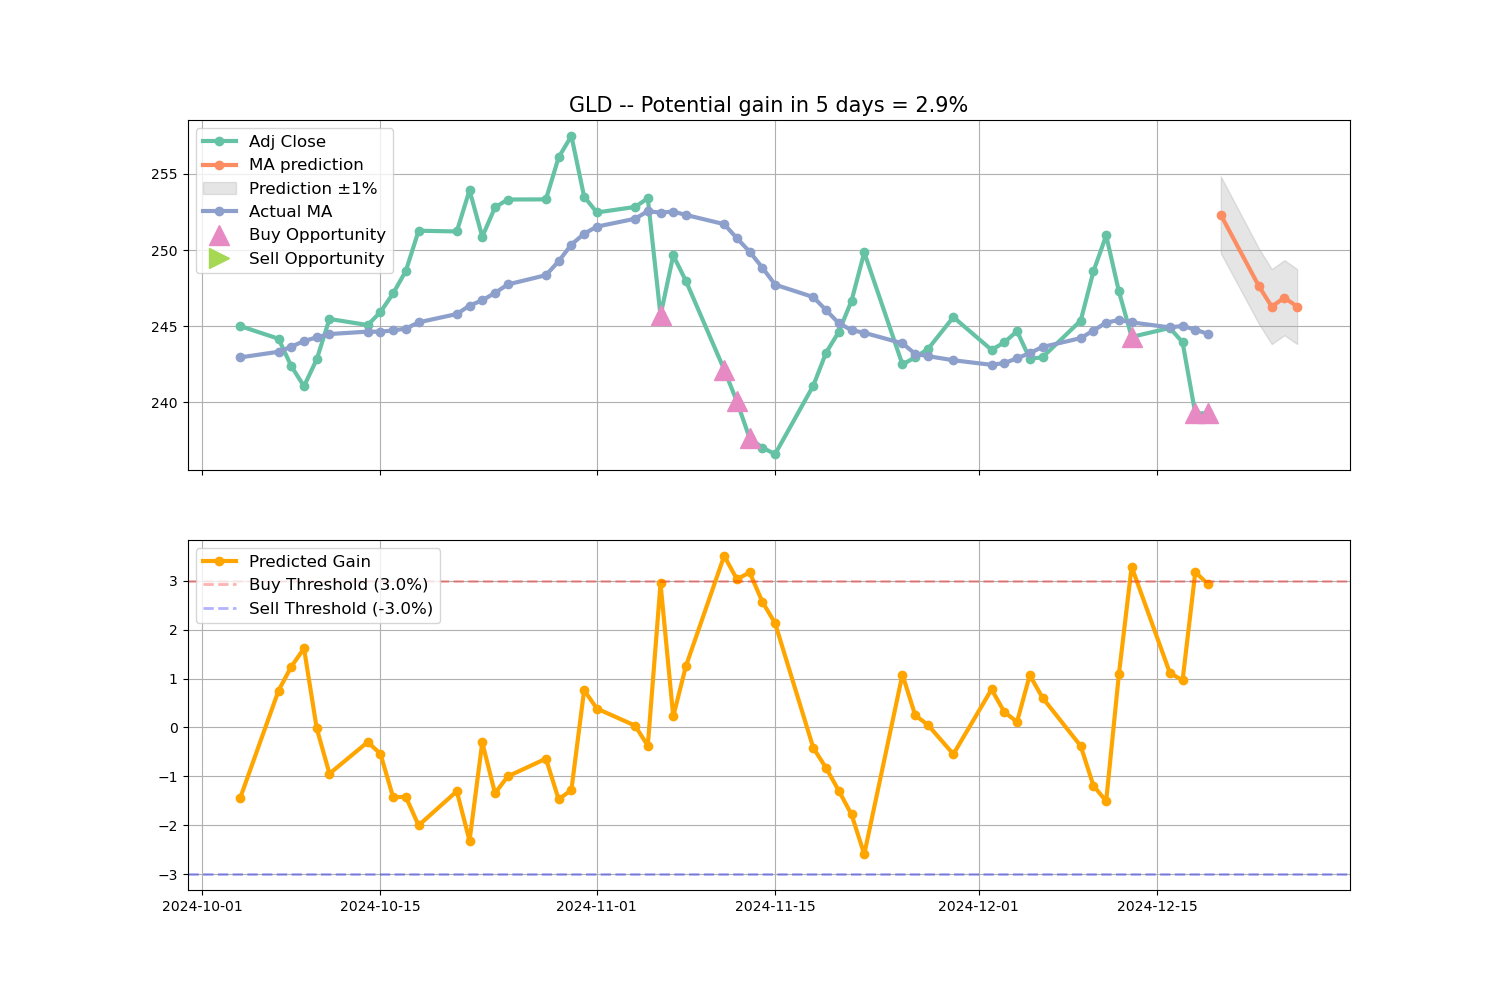 GLD -- Potential gain in 5 days = 2.9%
Adj Close
MA prediction
Prediction ±1%
Actual MA
Buy Opportunity
Sell Opportunity
255
250
245
240
Predicted Gain
Buy Threshold (3.0%)
Sell Threshold (-3.0%)
3
2
1
0
−1
−2
−3
2024-10-01 2024-10-15 2024-11-01 2024-11-15 2024-12-01 2024-12-15